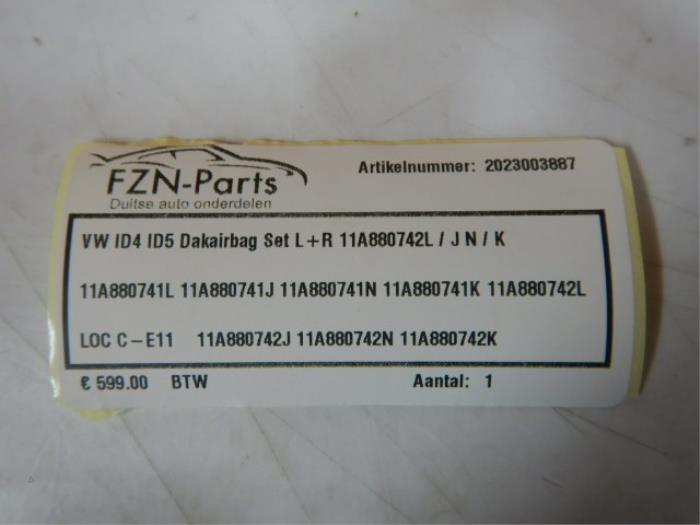 Artikelnummer: 2023003887
FZN-Parts
Duitse auto onderdelen
VW ID4 ID5 Dakairbag Set L+R 11A880742L / J N / K
11A880741L 11A880741J 11A880741N 11A880741K 11A880742L
LOC C-E11 11A880742J 11A880742N 11A880742K
€ 599.00 BTW Aantal: 1